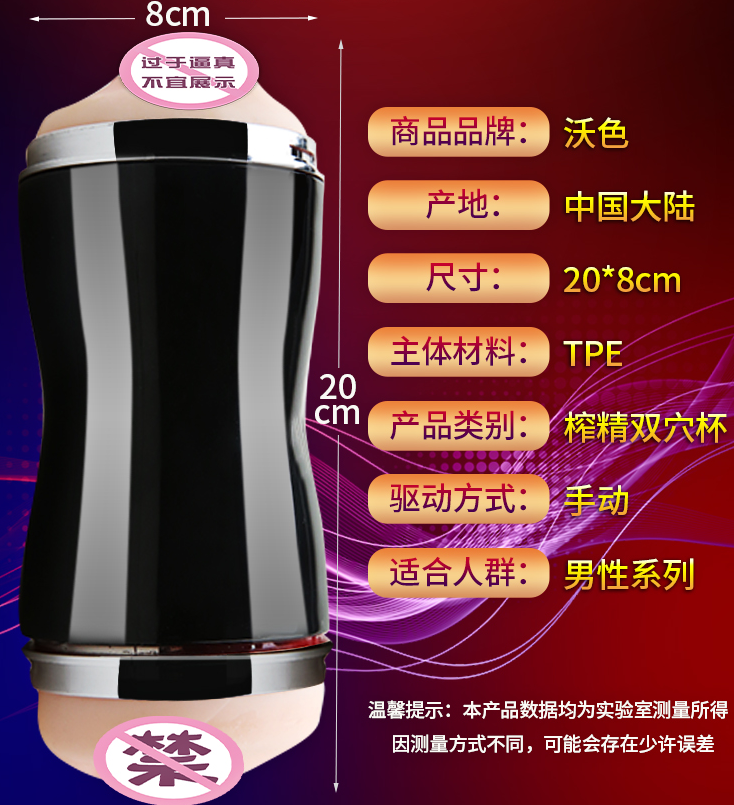 8cm
过于逼真
不宜展示
商品品牌：沃色
产地：中国大陆
尺寸：20*8cm
主体材料：TPE
20
cm
产品类别：榨精双穴杯
驱动方式：手动
适合人群：男性系列
温馨提示：本产品数据均为实验室测量所得
因测量方式不同，可能会存在少许误差
禁